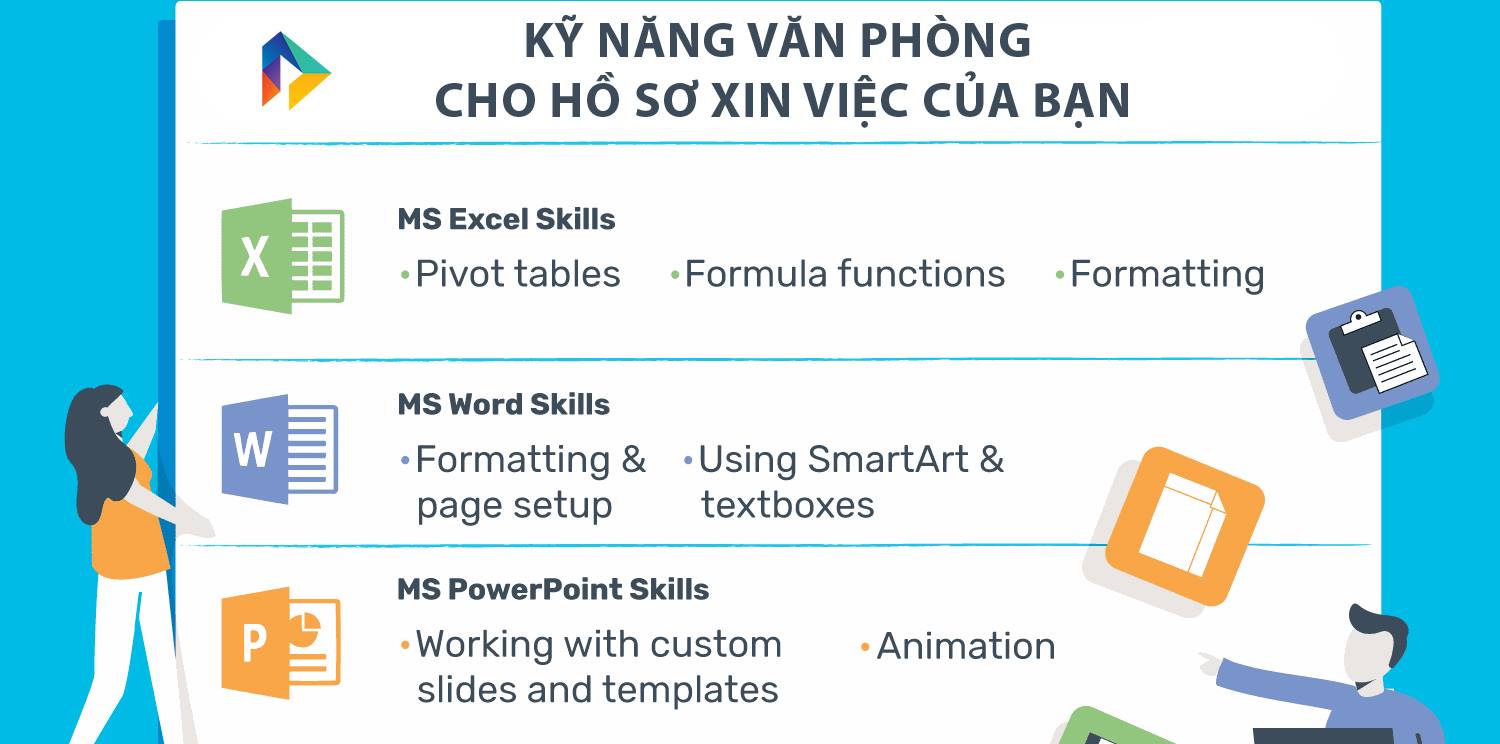 KỸ NĂNG VĂN PHÒNG
CHO HỒ SƠ XIN VIỆC CỦA BẠN
X
MS Excel Skills
•Pivot tables •Formula functions •Formatting
W
MS Word Skills
•Formatting & •Using SmartArt &
page setup textboxes
P
MS PowerPoint Skills
•Working with custom •Animation
slides and templates